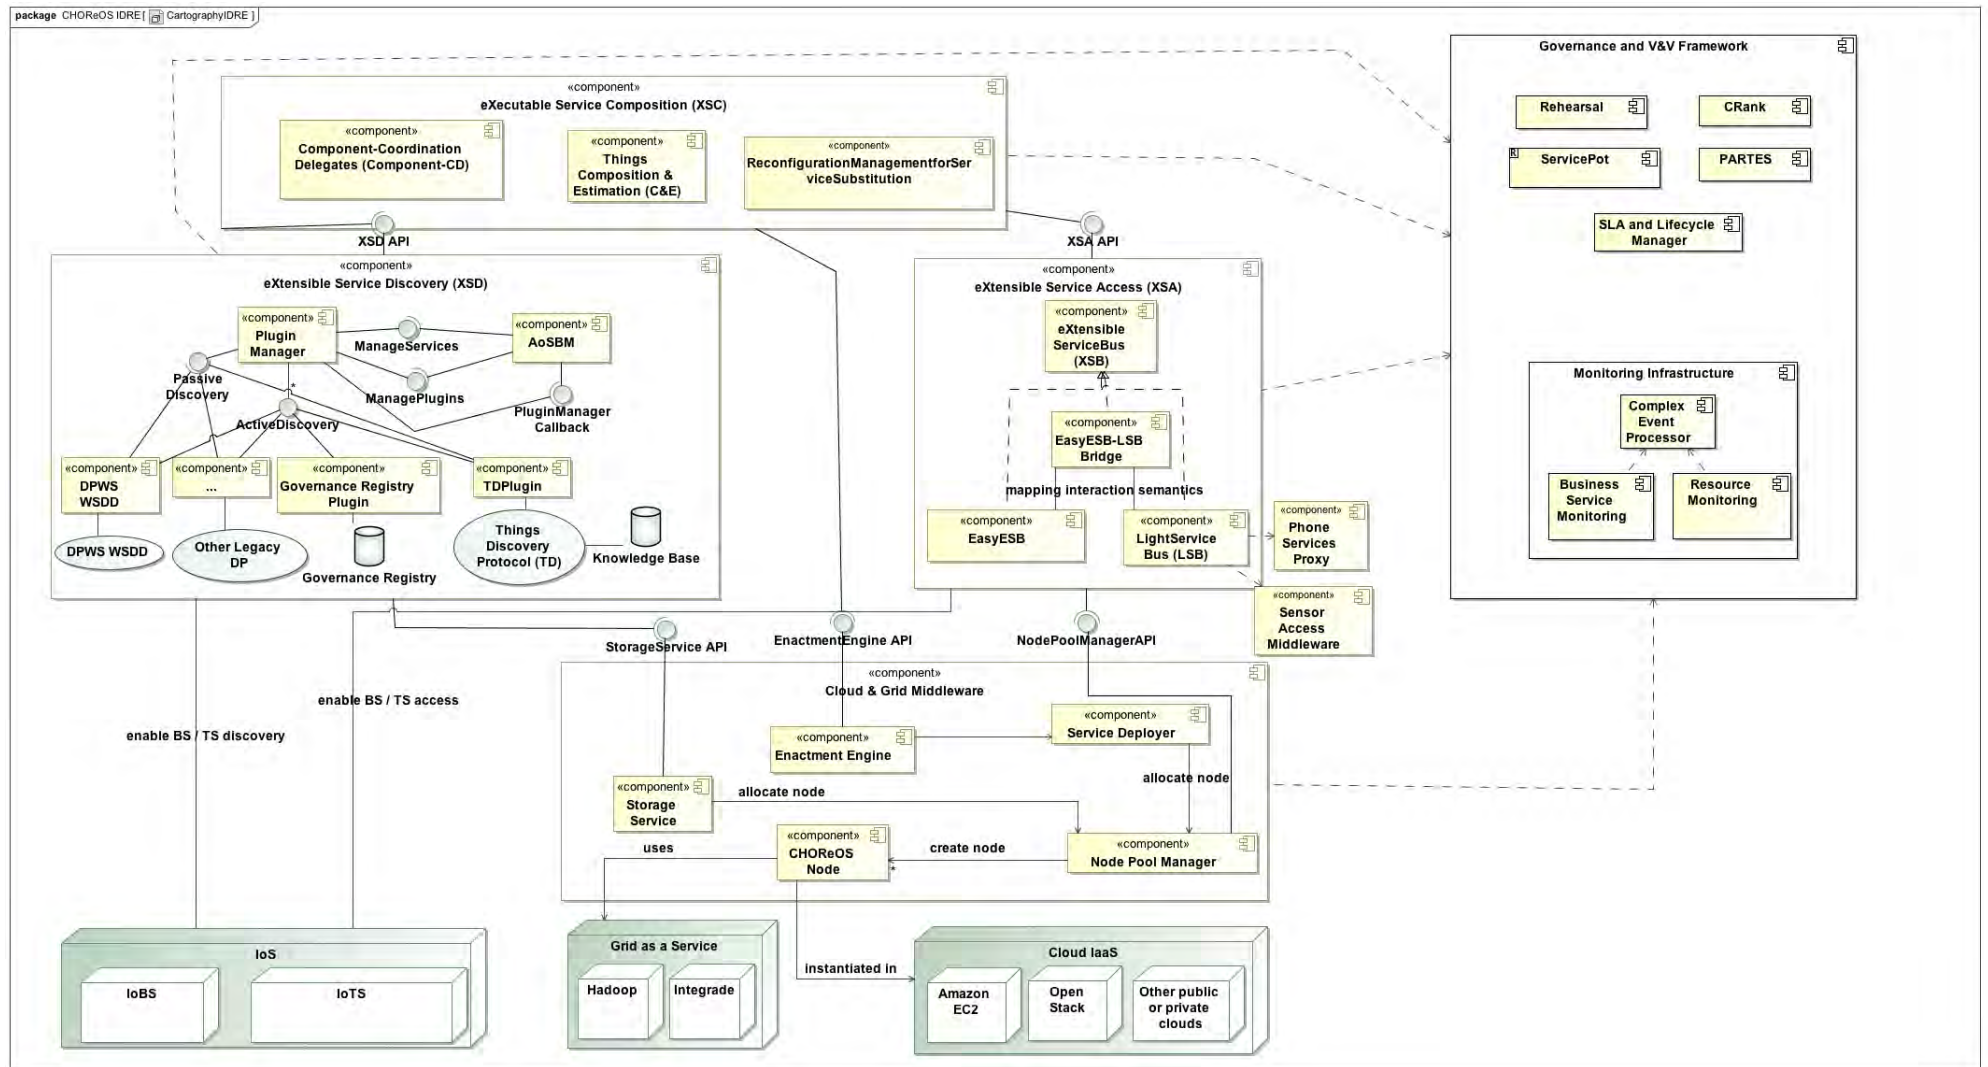 package CHOReOS IDRE [ CartographyIDRE ]
«component»
eXecutable Service Composition (XSC)
«component»
Component-Coordination
Delegates (Component-CD)
«component»
Things
Composition &
Estimation (C&E)
«component»
ReconfigurationManagementforSer
viceSubstitution
XSD API
XSA API
Governance and V&V Framework
Rehearsal
CRank
R
ServicePot
PARTES
SLA and Lifecycle
Manager
Monitoring Infrastructure
Complex
Event
Processor
Business
Service
Monitoring
Resource
Monitoring
«component»
eXtensible Service Discovery (XSD)
«component»
Plugin
Manager
ManageServices
«component»
AoSBM
ManagePlugins
PluginManager
Callback
Passive
Discovery
*
ActiveDiscovery
«component»
DPWS
WSDD
«component»
...
«component»
Governance Registry
Plugin
«component»
TDPlugin
DPWS WSDD
Other Legacy
DP
Governance Registry
Things
Discovery
Protocol (TD)
Knowledge Base
«component»
eXtensible Service Access (XSA)
«component»
eXtensible
ServiceBus
(XSB)
«component»
EasyESB-LSB
Bridge
mapping interaction semantics
«component»
EasyESB
«component»
LightService
Bus (LSB)
«component»
Phone
Services
Proxy
«component»
Sensor
Access
Middleware
StorageService API
EnactmentEngine API
NodePoolManagerAPI
enable BS / TS access
enable BS / TS discovery
«component»
Cloud & Grid Middleware
«component»
Enactment Engine
«component»
Service Deployer
allocate node
«component»
Storage
Service
allocate node
«component»
CHOReOS
Node
*
create node
«component»
Node Pool Manager
uses
instantiated in
IoS
IoBS
IoTS
Grid as a Service
Hadoop
Integrade
Cloud IaaS
Amazon
EC2
Open
Stack
Other public
or private
clouds